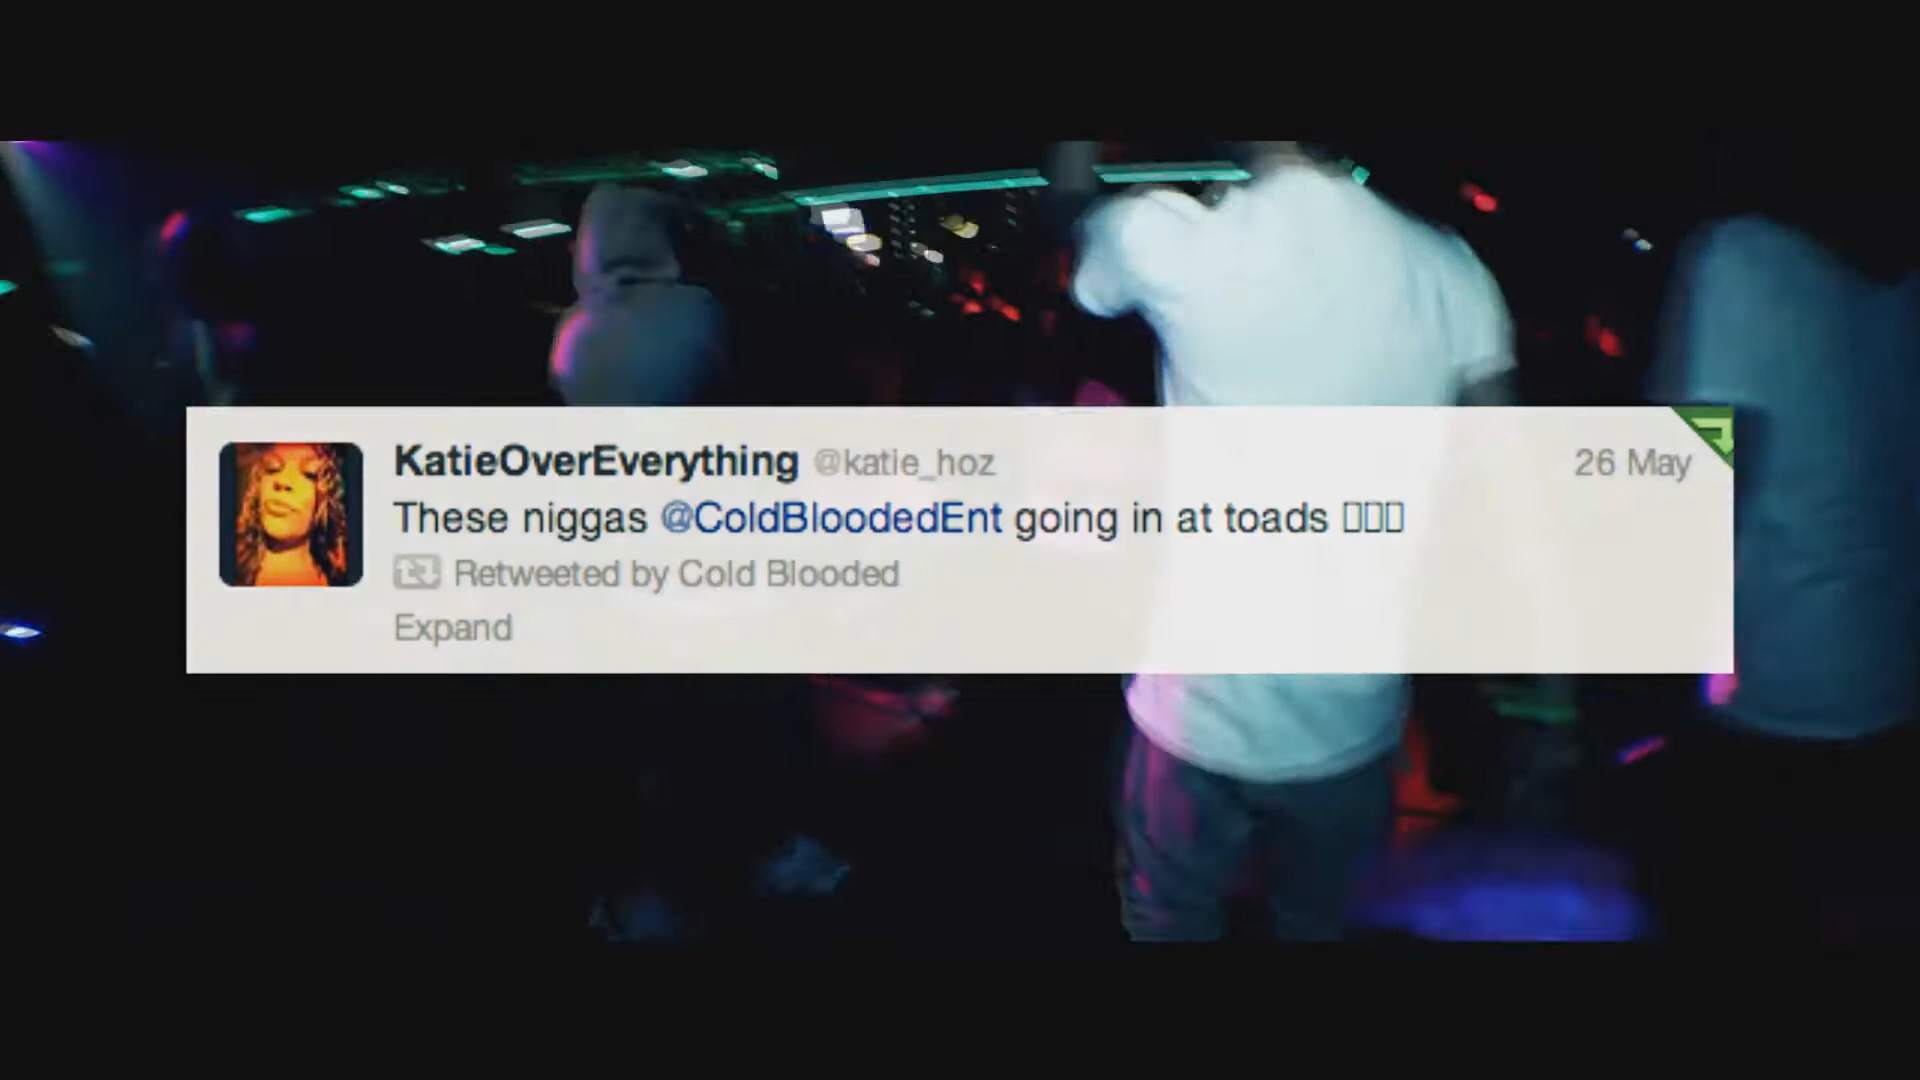 KatieOverEverything @katie_hoz 26 May
These niggas @ColdBloodedEnt going in at toads
Retweeted by Cold Blooded
Expand